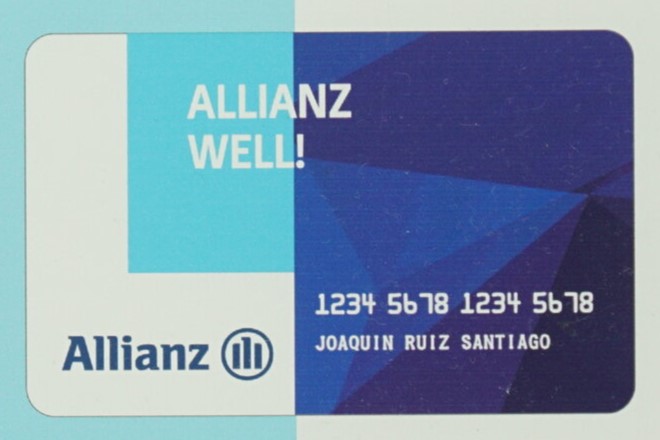 ALLIANZ
WELL!
1234 5678 1234 5678
JOAQUIN RUIZ SANTIAGO
Allianz